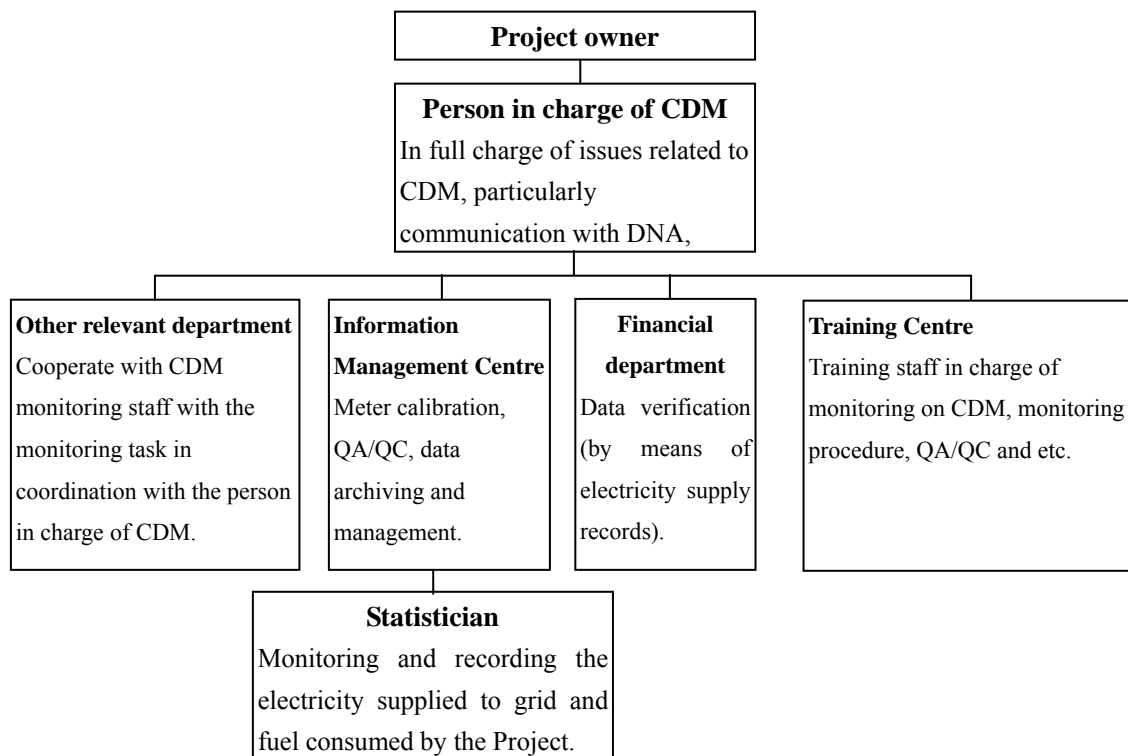 Project owner
Person in charge of CDM
In full charge of issues related to
CDM, particularly
communication with DNA,
Other relevant department
Cooperate with CDM
monitoring staff with the
monitoring task in
coordination with the person
in charge of CDM.
Information
Management Centre
Meter calibration,
QA/QC, data
archiving and
management.
Financial
department
Data verification
(by means of
electricity supply
records).
Training Centre
Training staff in charge of
monitoring on CDM, monitoring
procedure, QA/QC and etc.
Statistician
Monitoring and recording the
electricity supplied to grid and
fuel consumed by the Project.